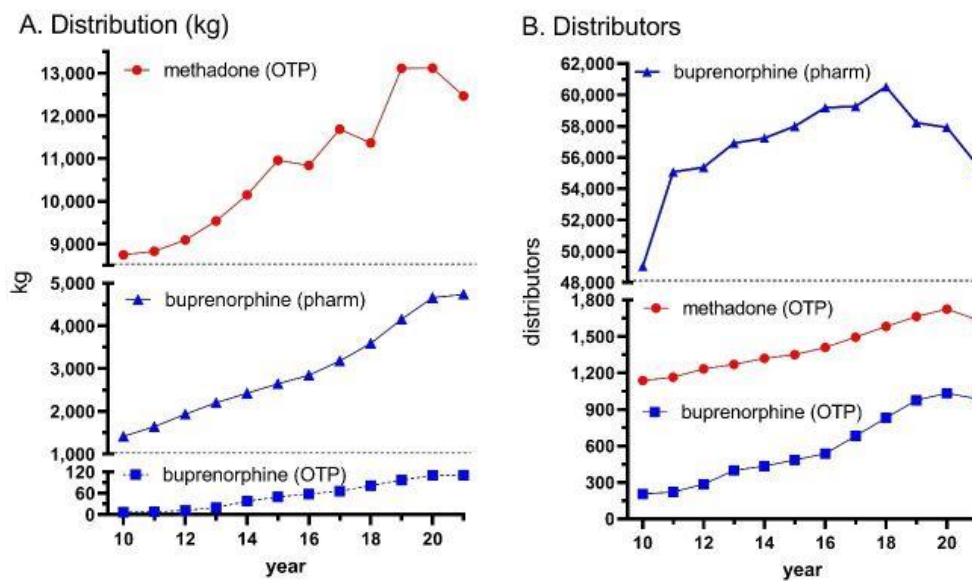 A. Distribution (kg)
methadone (OTP)
13,000
12,000
11,000
10,000
9,000
kg
5,000
buprenorphine (pharm)
4,000
3,000
2,000
1,000
120
buprenorphine (OTP)
60
0
10 12 14 16 18 20
year
B. Distributors
62,000
buprenorphine (pharm)
60,000
58,000
56,000
54,000
52,000
50,000
48,000
distributors
1,800
methadone (OTP)
1,500
1,200
900
buprenorphine (OTP)
600
300
0
10 12 14 16 18 20
year